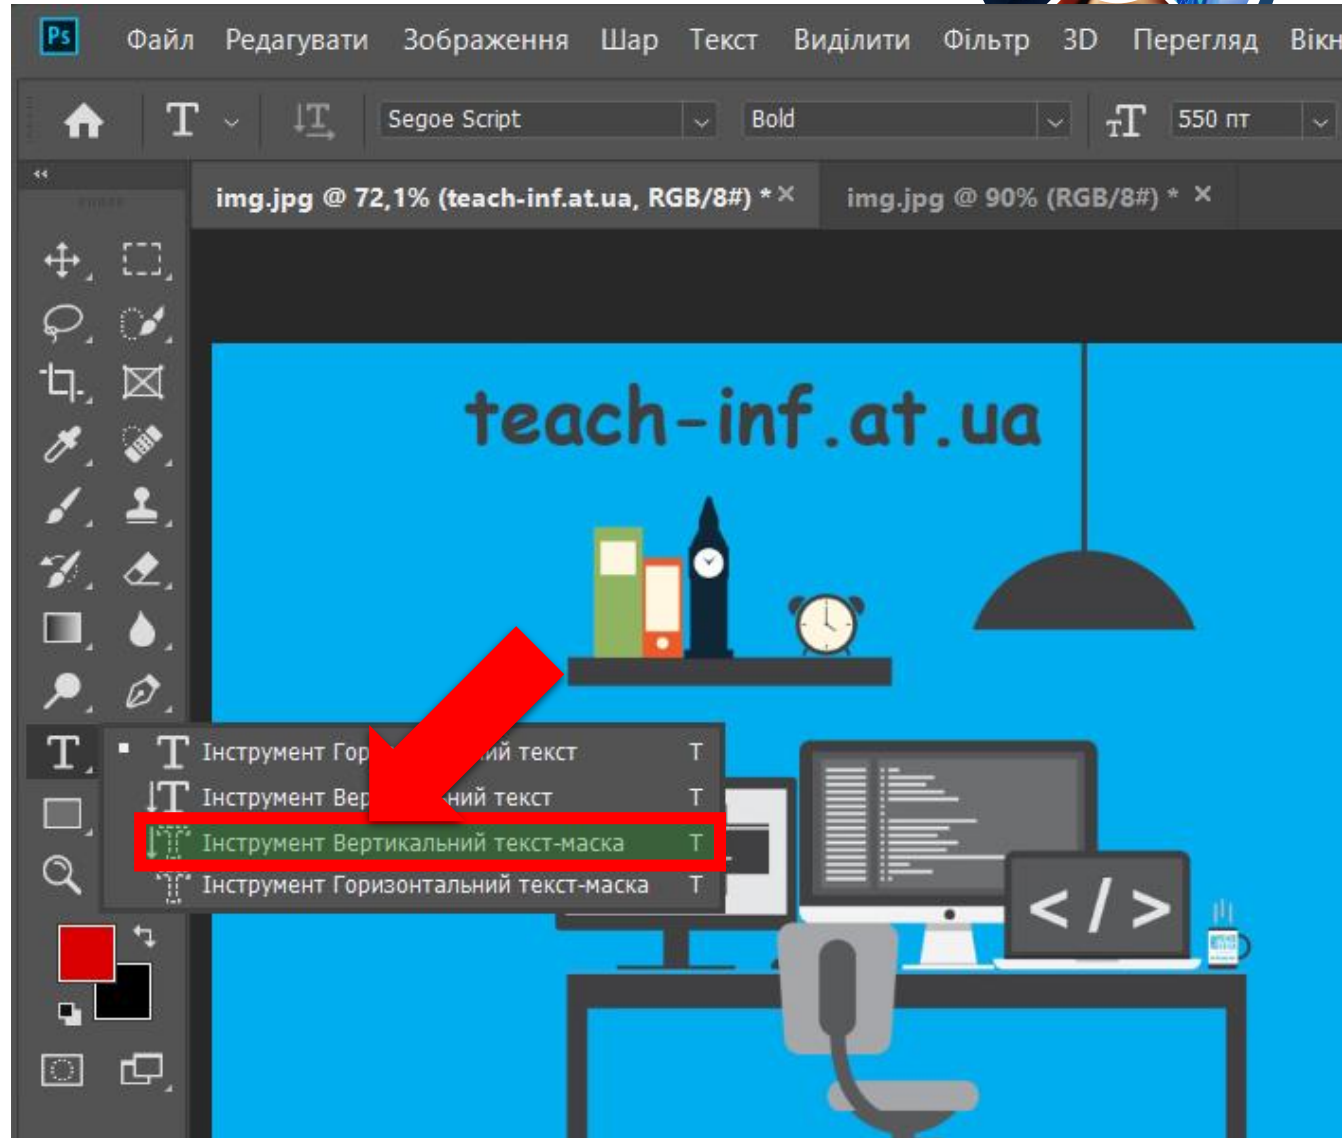 Ps Файл Редагувати Зображення Шар Текст Виділити Фільтр 3D Перегляд
T Segoe Script Bold 550 пт
img.jpg @ 72,1% (teach-inf.at.ua, RGB/8#) * × img.jpg @ 90% (RGB/8#) * ×
teach-inf.at.ua
T Інструмент Гор ий текст T
Інструмент Вер ний текст T
Інструмент Вертикальний текст-маска T
Інструмент Горизонтальний текст-маска T
</ >